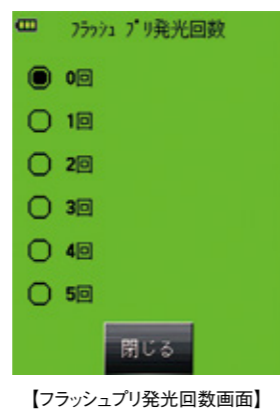 ﾌﾗｯｼｭ ﾌﾟﾘ発光回数
0回
1回
2回
3回
4回
5回
閉じる
【フラッシュプリ発光回数画面】